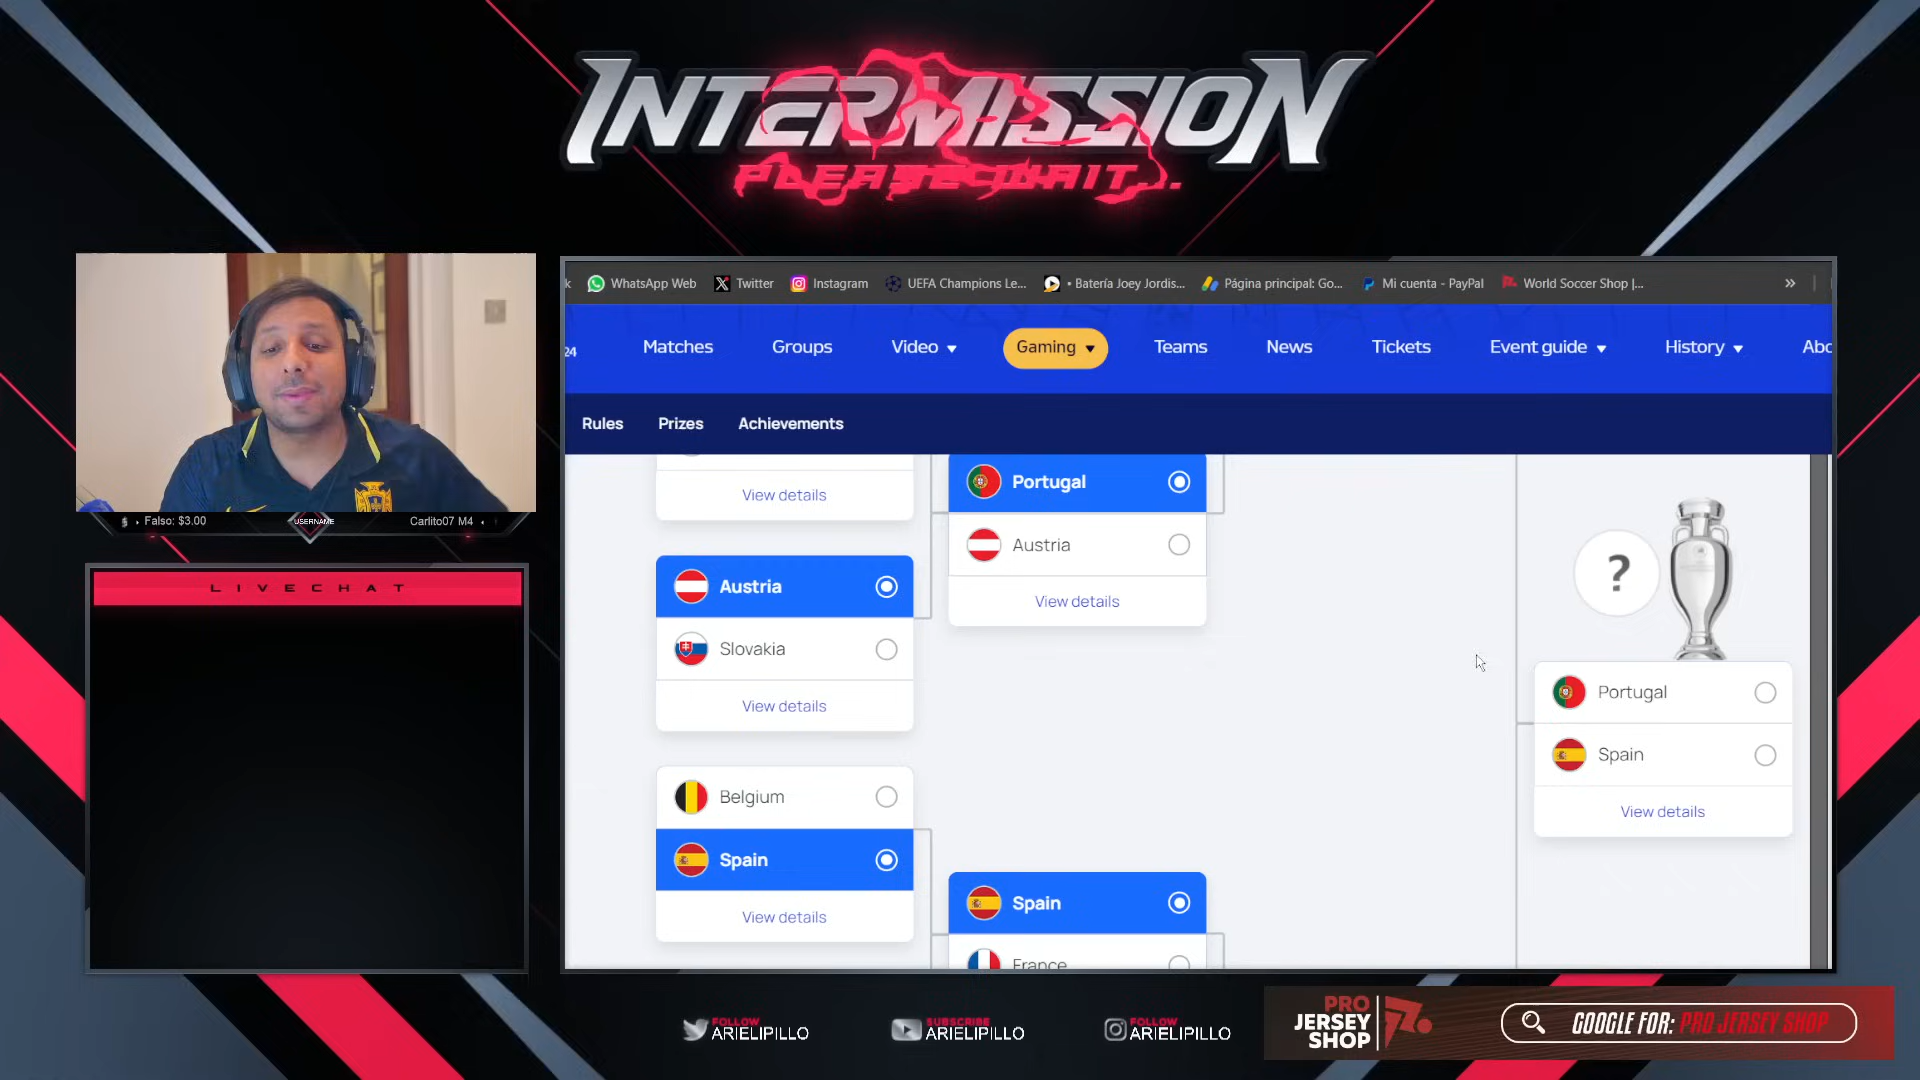 INTERMISSION
PLEASE WAIT...
WhatsApp Web
Twitter
Instagram
UEFA Champions Le...
• Batería Joey Jordis...
Página principal: Go...
Mi cuenta - PayPal
World Soccer Shop |...
»
24
Matches
Groups
Video
Gaming
Teams
News
Tickets
Event guide
History
Abo
Rules
Prizes
Achievements
View details
Portugal
Austria
View details
Austria
Slovakia
View details
?
Portugal
Spain
View details
Belgium
Spain
View details
Spain
France
Falso: $3.00
USERNAME
Carlito07 M4
LIVECHAT
FOLLOW
ARIELIPILLO
SUBSCRIBE
ARIELIPILLO
FOLLOW
ARIELIPILLO
PRO
JERSEY
SHOP
GOOGLE FOR: PRO JERSEY SHOP